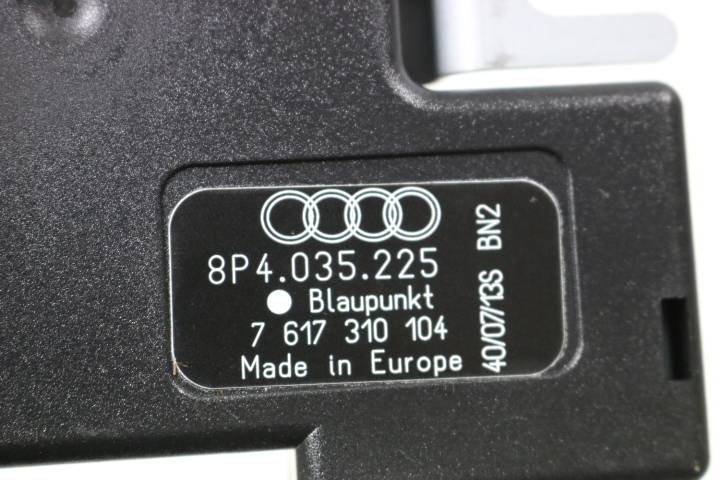 8P4.035.225
Blaupunkt
7 617 310 104
Made in Europe
40/07/13S BN2